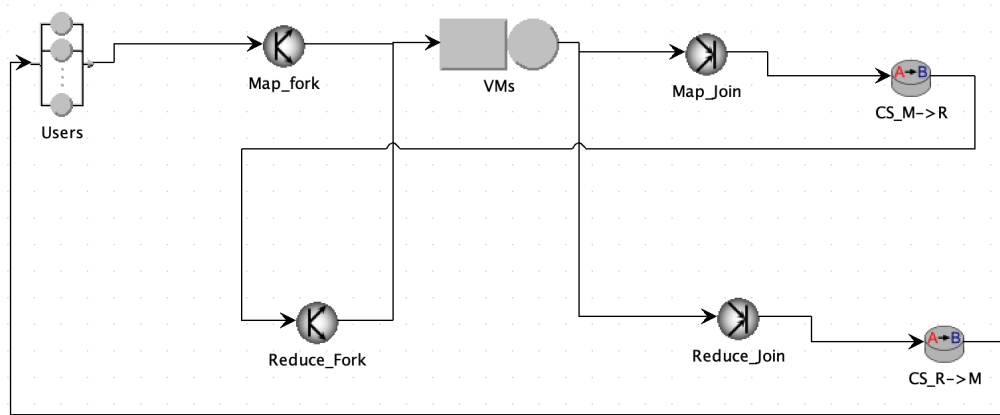 Users
Map_fork
VMs
Map_Join
A→B
CS_M->R
Reduce_Fork
Reduce_Join
A→B
CS_R->M